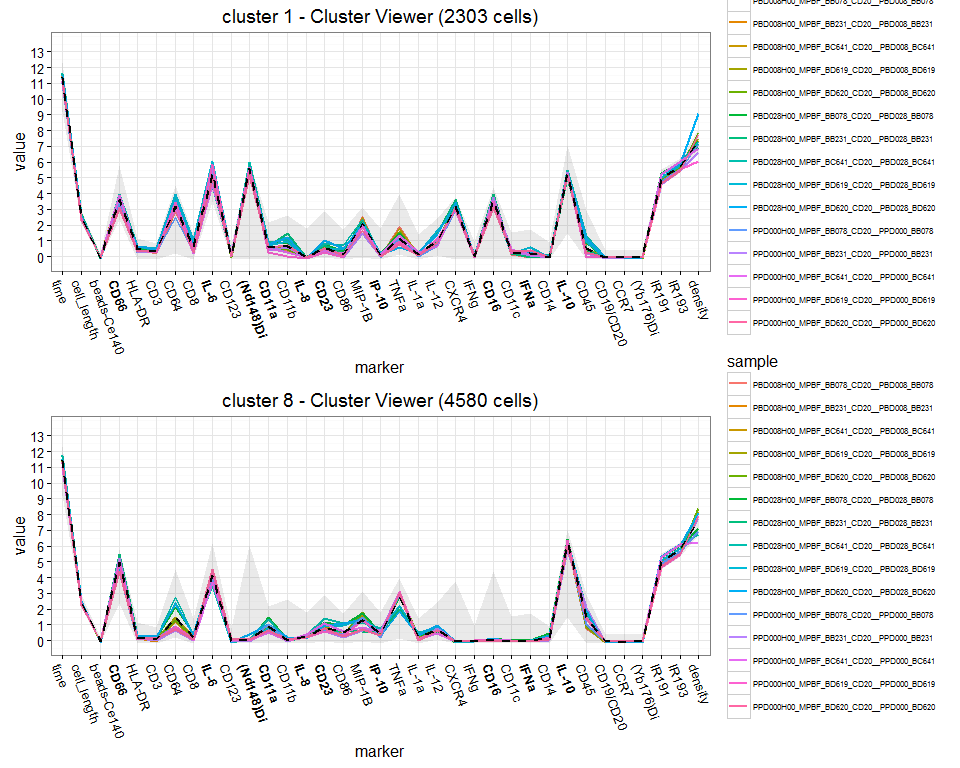 cluster 1 - Cluster Viewer (2303 cells)
value
13
12
11
10
9
8
7
6
5
4
3
2
1
0
time
cell_length
beads-Ce140
CD66
HLA-DR
CD3
CD64
CD8
IL-6
CD123
(Nd148)Di
CD11a
CD11b
IL-8
CD23
CD86
MIP-1B
IP-10
TNFa
IL-1a
IL-12
CXCR4
IFNg
CD16
CD11c
IFNa
CD14
IL-10
CD45
CD19/CD20
CCR7
(Yb176)Di
IR191
IR193
density
marker
PBD008H00_MPBF_BB078_CD20__PBD008_BB078
PBD008H00_MPBF_BB231_CD20__PBD008_BB231
PBD008H00_MPBF_BC641_CD20__PBD008_BC641
PBD008H00_MPBF_BD619_CD20__PBD008_BD619
PBD008H00_MPBF_BD620_CD20__PBD008_BD620
PBD028H00_MPBF_BB078_CD20__PBD028_BB078
PBD028H00_MPBF_BB231_CD20__PBD028_BB231
PBD028H00_MPBF_BC641_CD20__PBD028_BC641
PBD028H00_MPBF_BD619_CD20__PBD028_BD619
PBD028H00_MPBF_BD620_CD20__PBD028_BD620
PPD000H00_MPBF_BB078_CD20__PPD000_BB078
PPD000H00_MPBF_BB231_CD20__PPD000_BB231
PPD000H00_MPBF_BC641_CD20__PPD000_BC641
PPD000H00_MPBF_BD619_CD20__PPD000_BD619
PPD000H00_MPBF_BD620_CD20__PPD000_BD620
cluster 8 - Cluster Viewer (4580 cells)
value
13
12
11
10
9
8
7
6
5
4
3
2
1
0
time
cell_length
beads-Ce140
CD66
HLA-DR
CD3
CD64
CD8
IL-6
CD123
(Nd148)Di
CD11a
CD11b
IL-8
CD23
CD86
MIP-1B
IP-10
TNFa
IL-1a
IL-12
CXCR4
IFNg
CD16
CD11c
IFNa
CD14
IL-10
CD45
CD19/CD20
CCR7
(Yb176)Di
IR191
IR193
density
marker
sample
PBD008H00_MPBF_BB078_CD20__PBD008_BB078
PBD008H00_MPBF_BB231_CD20__PBD008_BB231
PBD008H00_MPBF_BC641_CD20__PBD008_BC641
PBD008H00_MPBF_BD619_CD20__PBD008_BD619
PBD008H00_MPBF_BD620_CD20__PBD008_BD620
PBD028H00_MPBF_BB078_CD20__PBD028_BB078
PBD028H00_MPBF_BB231_CD20__PBD028_BB231
PBD028H00_MPBF_BC641_CD20__PBD028_BC641
PBD028H00_MPBF_BD619_CD20__PBD028_BD619
PBD028H00_MPBF_BD620_CD20__PBD028_BD620
PPD000H00_MPBF_BB078_CD20__PPD000_BB078
PPD000H00_MPBF_BB231_CD20__PPD000_BB231
PPD000H00_MPBF_BC641_CD20__PPD000_BC641
PPD000H00_MPBF_BD619_CD20__PPD000_BD619
PPD000H00_MPBF_BD620_CD20__PPD000_BD620